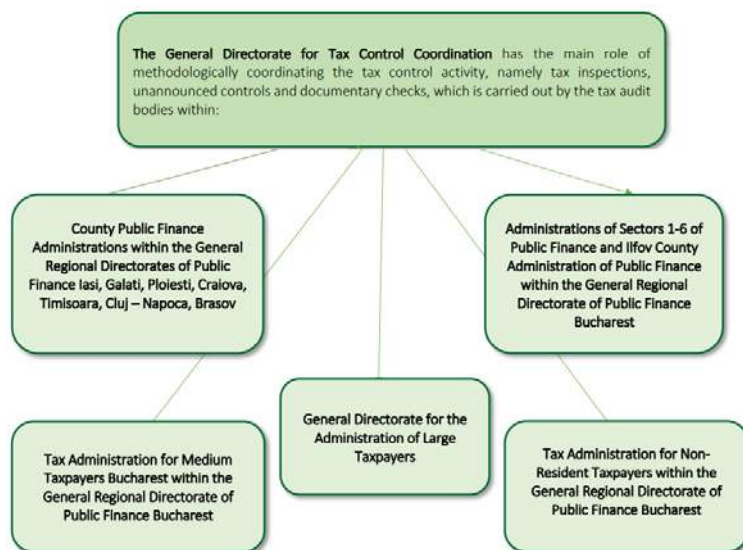 The General Directorate for Tax Control Coordination has the main role of
methodologically coordinating the tax control activity, namely tax inspections,
unannounced controls and documentary checks, which is carried out by the tax audit
bodies within:
County Public Finance
Administrations within the General
Regional Directorates of Public
Finance Iasi, Galati, Ploiesti, Craiova,
Timisoara, Cluj – Napoca, Brasov
Administrations of Sectors 1-6 of
Public Finance and Ilfov County
Administration of Public Finance
within the General Regional
Directorate of Public Finance
Bucharest
Tax Administration for Medium
Taxpayers Bucharest within the
General Regional Directorate of
Public Finance Bucharest
General Directorate for the
Administration of Large
Taxpayers
Tax Administration for Non-
Resident Taxpayers within the
General Regional Directorate of
Public Finance Bucharest